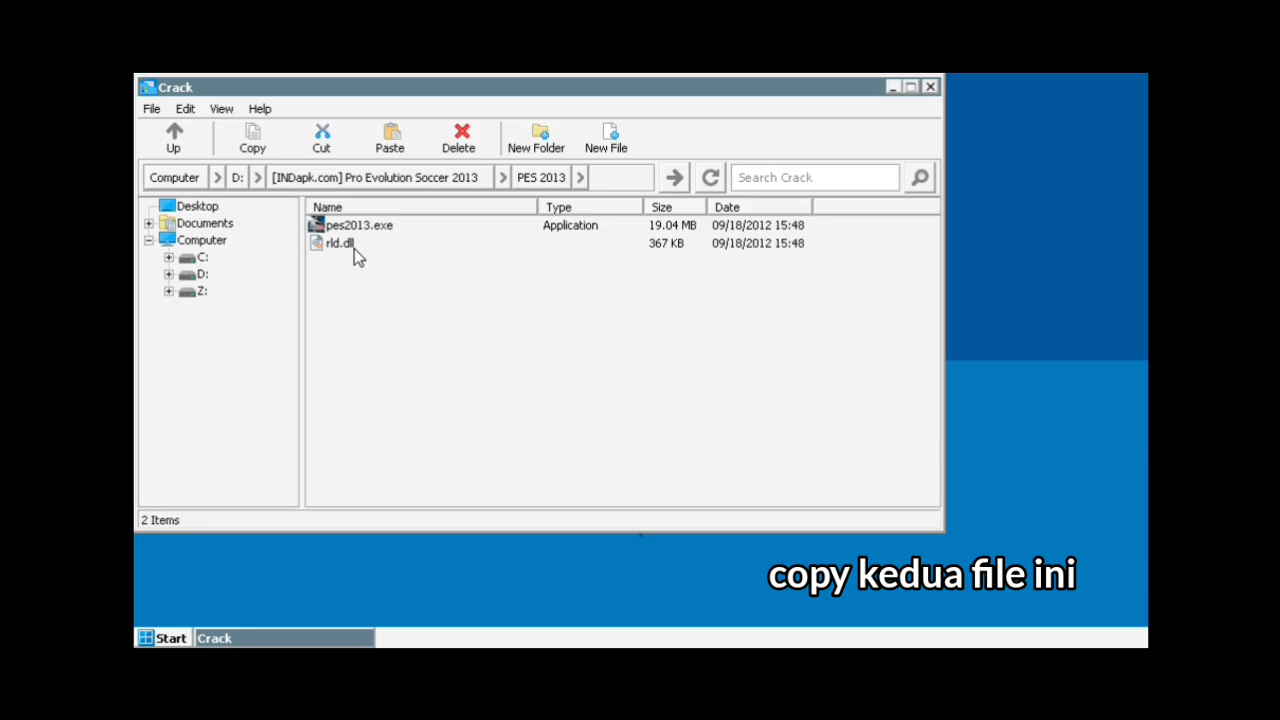 Crack
File Edit View Help
Up Copy Cut Paste Delete New Folder New File
Computer D: [INDapk.com] Pro Evolution Soccer 2013 PES 2013 Search Crack
Desktop
Documents
Computer
C:
D:
Z:
Name Type Size Date
pes2013.exe Application 19.04 MB 09/18/2012 15:48
rld.dll 367 KB 09/18/2012 15:48
2 Items
copy kedua file ini
Start Crack